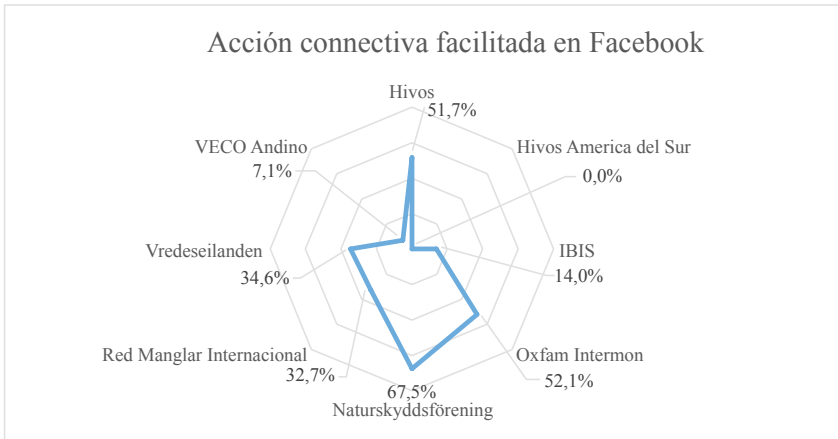 Acción connectiva facilitada en Facebook
Hivos
51,7%
Hivos America del Sur
0,0%
IBIS
14,0%
Oxfam Intermon
52,1%
67,5%
Naturskyddsförening
Red Manglar Internacional
32,7%
Vredeseilanden
34,6%
VECO Andino
7,1%